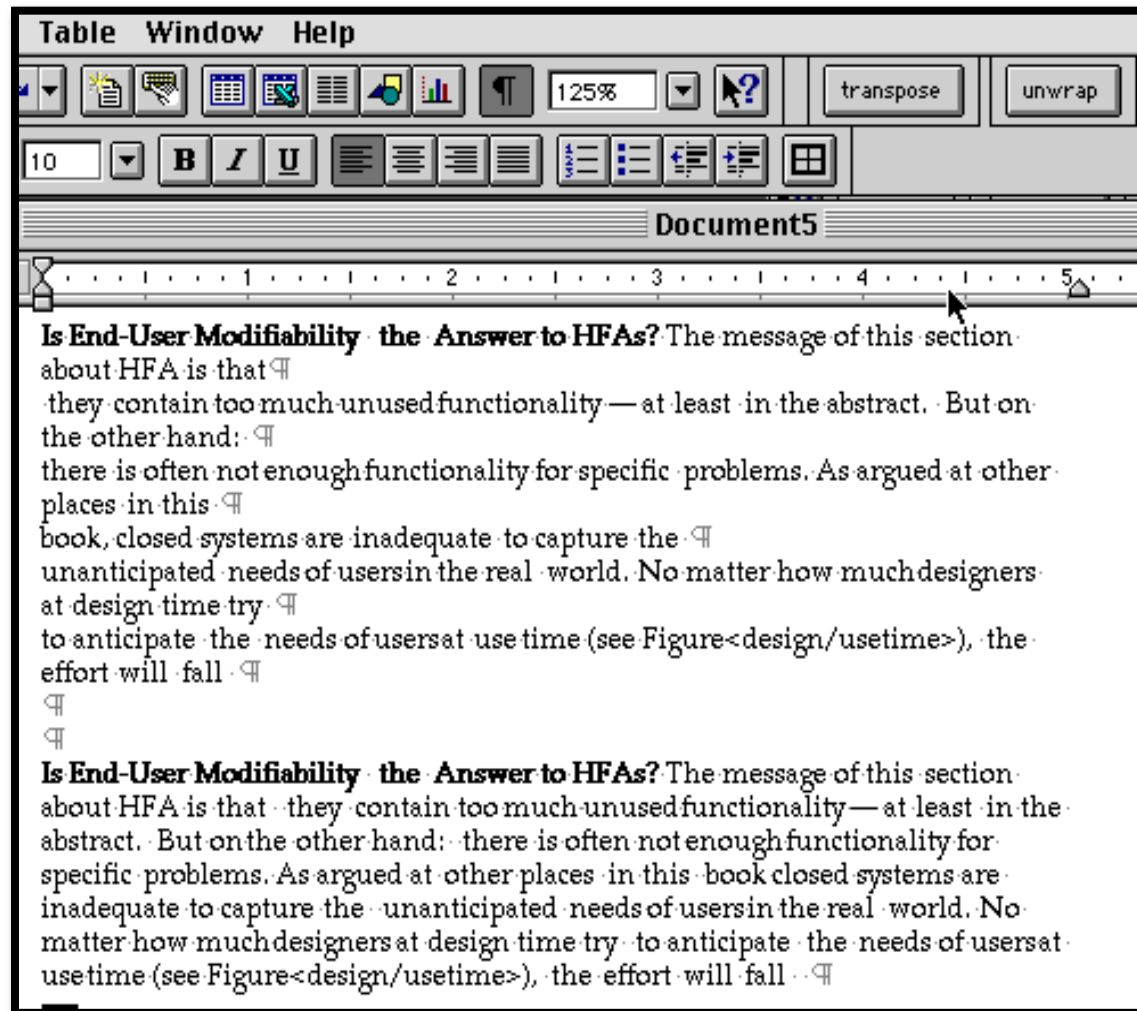 Table Window Help
125% transpose unwrap
10 B I U
Document5
1 2 3 4 5
Is End-User Modifiability the Answer to HFAs? The message of this section
about HFA is that¶
they contain too much unused functionality — at least in the abstract. But on
the other hand: ¶
there is often not enough functionality for specific problems. As argued at other
places in this ¶
book, closed systems are inadequate to capture the ¶
unanticipated needs of users in the real world. No matter how much designers
at design time try ¶
to anticipate the needs of users at use time (see Figure<design/usetime>), the
effort will fall ¶
¶
¶
Is End-User Modifiability the Answer to HFAs? The message of this section
about HFA is that they contain too much unused functionality — at least in the
abstract. But on the other hand: there is often not enough functionality for
specific problems. As argued at other places in this book closed systems are
inadequate to capture the unanticipated needs of users in the real world. No
matter how much designers at design time try to anticipate the needs of users at
use time (see Figure<design/usetime>), the effort will fall ¶